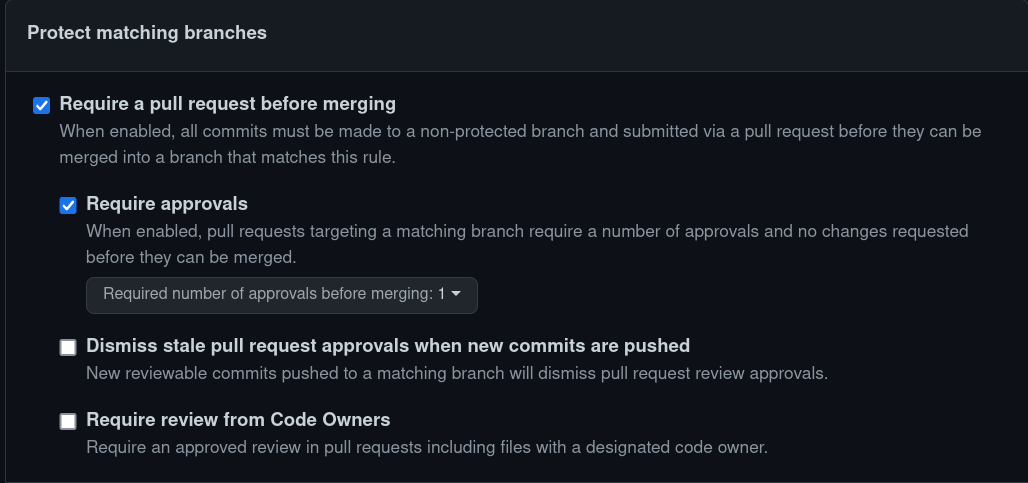 Protect matching branches
Require a pull request before merging
When enabled, all commits must be made to a non-protected branch and submitted via a pull request before they can be
merged into a branch that matches this rule.
Require approvals
When enabled, pull requests targeting a matching branch require a number of approvals and no changes requested
before they can be merged.
Required number of approvals before merging: 1
Dismiss stale pull request approvals when new commits are pushed
New reviewable commits pushed to a matching branch will dismiss pull request review approvals.
Require review from Code Owners
Require an approved review in pull requests including files with a designated code owner.